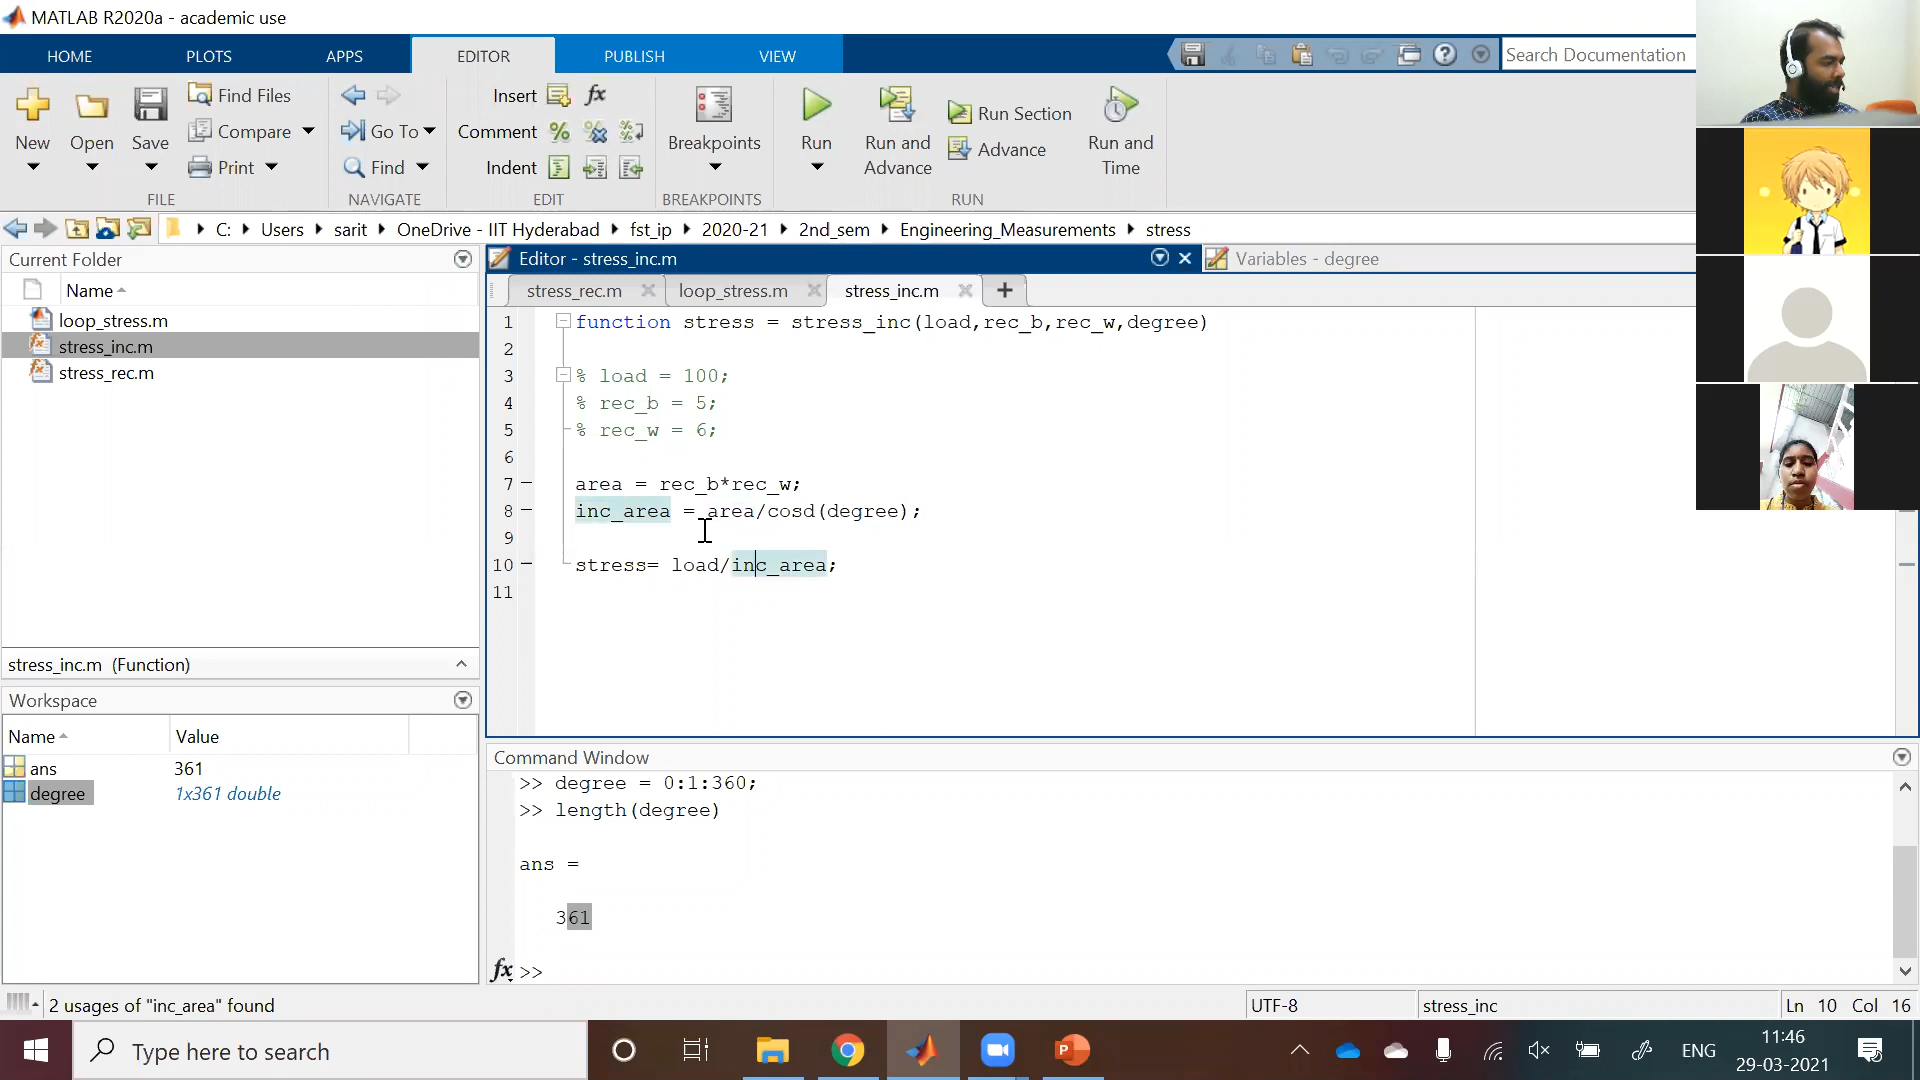 MATLAB R2020a - academic use
HOME PLOTS APPS EDITOR PUBLISH VIEW
Search Documentation
New Open Save Find Files Compare Print
Go To Find
Insert fx Comment Indent
Breakpoints
Run Run and Advance Run Section Advance Run and Time
FILE NAVIGATE EDIT BREAKPOINTS RUN
C: Users sarit OneDrive - IIT Hyderabad fst_ip 2020-21 2nd_sem Engineering_Measurements stress
Current Folder
Name
loop_stress.m
stress_inc.m
stress_rec.m
stress_inc.m (Function)
Workspace
Name Value
ans 361
degree 1x361 double
Editor - stress_inc.m
Variables - degree
stress_rec.m loop_stress.m stress_inc.m +
1 function stress = stress_inc(load,rec_b,rec_w,degree)
2
3 % load = 100;
4 % rec_b = 5;
5 % rec_w = 6;
6
7 area = rec_b*rec_w;
8 inc_area = area/cosd(degree);
9
10 stress= load/inc_area;
11
Command Window
>> degree = 0:1:360;
>> length(degree)
ans =
361
fx >>
2 usages of "inc_area" found
UTF-8 stress_inc Ln 10 Col 16
Type here to search
P
ENG
11:46
29-03-2021